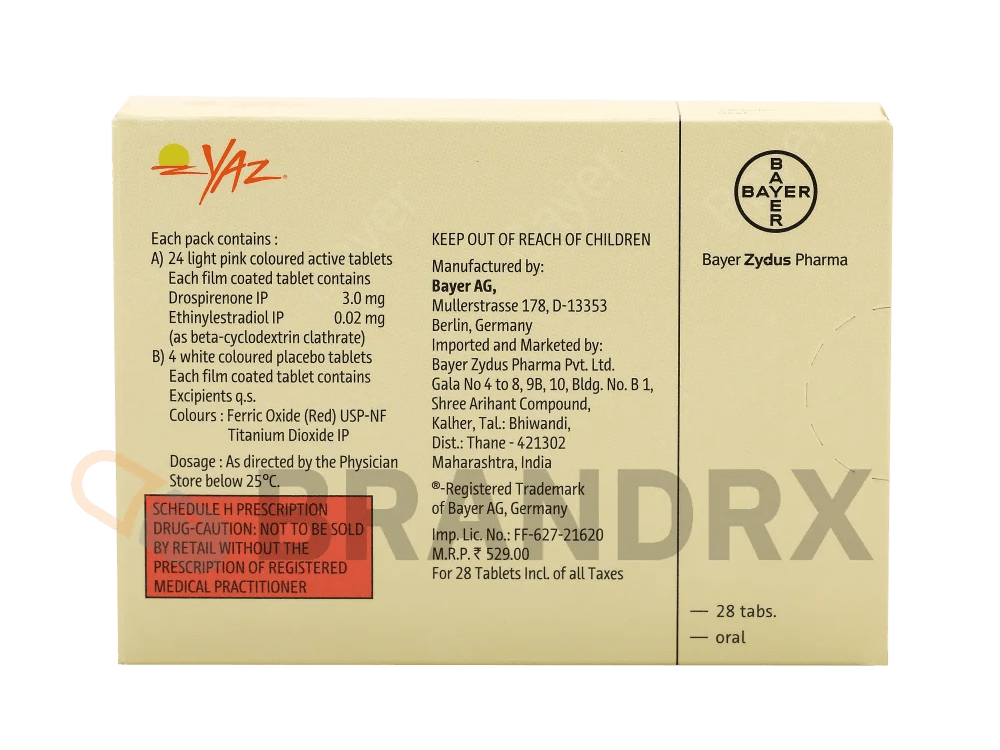 YAZ
Each pack contains :
A) 24 light pink coloured active tablets
Each film coated tablet contains
Drospirenone IP 3.0 mg
Ethinylestradiol IP 0.02 mg
(as beta-cyclodextrin clathrate)
B) 4 white coloured placebo tablets
Each film coated tablet contains
Excipients q.s.
Colours : Ferric Oxide (Red) USP-NF
Titanium Dioxide IP
Dosage : As directed by the Physician
Store below 25°C.
SCHEDULE H PRESCRIPTION
DRUG-CAUTION: NOT TO BE SOLD
BY RETAIL WITHOUT THE
PRESCRIPTION OF REGISTERED
MEDICAL PRACTITIONER
KEEP OUT OF REACH OF CHILDREN
Manufactured by:
Bayer AG,
Mullerstrasse 178, D-13353
Berlin, Germany
Imported and Marketed by:
Bayer Zydus Pharma Pvt. Ltd.
Gala No 4 to 8, 9B, 10, Bldg. No. B 1,
Shree Arihant Compound,
Kalher, Tal.: Bhiwandi,
Dist.: Thane - 421302
Maharashtra, India
®-Registered Trademark
of Bayer AG, Germany
Imp. Lic. No.: FF-627-21620
M.R.P. ₹ 529.00
For 28 Tablets Incl. of all Taxes
BAYER
BAYER
Bayer Zydus Pharma
— 28 tabs.
— oral
BRANDRX